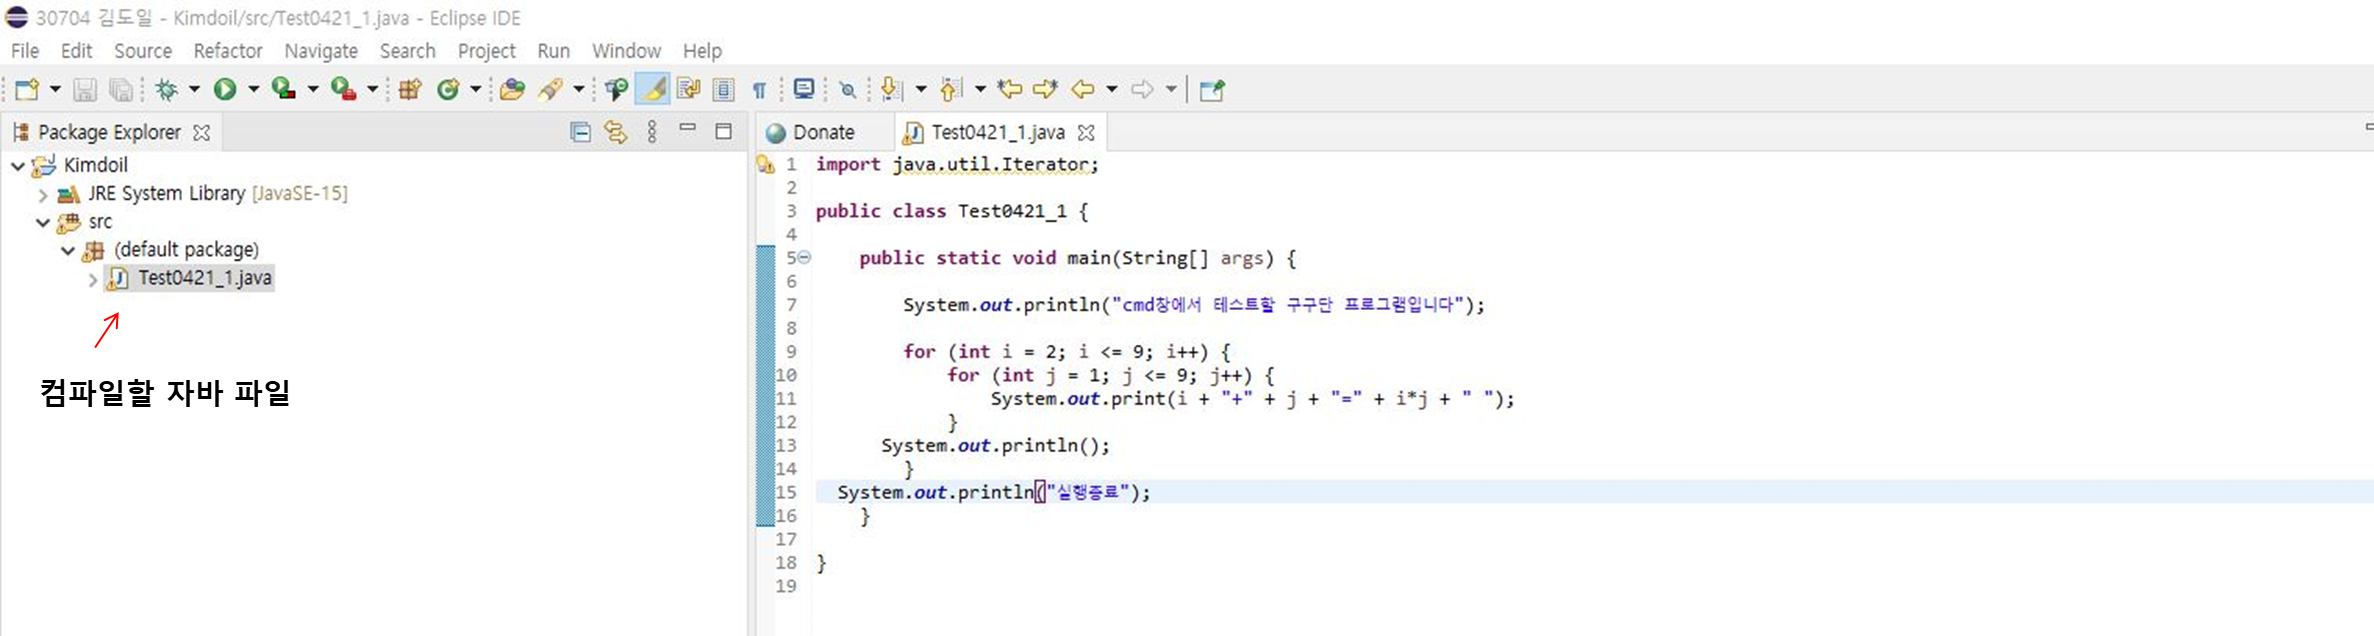 30704 김도일 - Kimdoil/src/Test0421_1.java - Eclipse IDE
File Edit Source Refactor Navigate Search Project Run Window Help
Package Explorer
Kimdoil
JRE System Library [JavaSE-15]
src
(default package)
Test0421_1.java
컴파일할 자바 파일
Donate Test0421_1.java
1 import java.util.Iterator;
2
3 public class Test0421_1 {
4
5 public static void main(String[] args) {
6
7 System.out.println("cmd창에서 테스트할 구구단 프로그램입니다");
8
9 for (int i = 2; i <= 9; i++) {
10 for (int j = 1; j <= 9; j++) {
11 System.out.print(i + "+" + j + "=" + i*j + " ");
12 }
13 System.out.println();
14 }
15 System.out.println("실행종료");
16 }
17
18 }
19